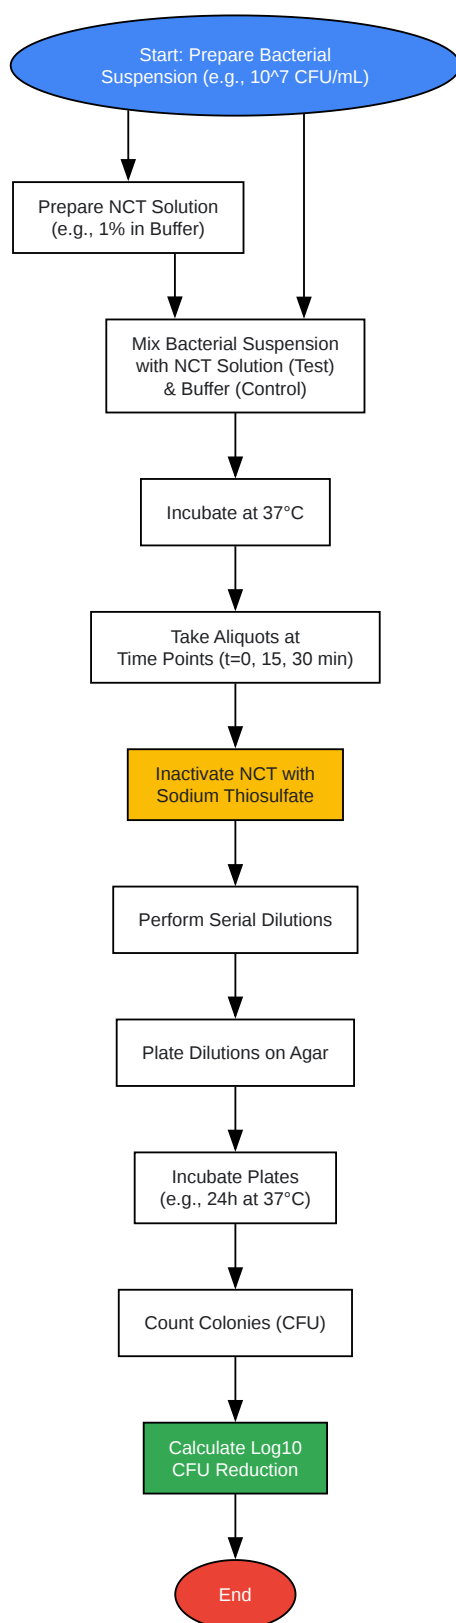 Start: Prepare Bacterial
Suspension (e.g., 10^7 CFU/mL)
Prepare NCT Solution
(e.g., 1% in Buffer)
Mix Bacterial Suspension
with NCT Solution (Test)
& Buffer (Control)
Incubate at 37°C
Take Aliquots at
Time Points (t=0, 15, 30 min)
Inactivate NCT with
Sodium Thiosulfate
Perform Serial Dilutions
Plate Dilutions on Agar
Incubate Plates
(e.g., 24h at 37°C)
Count Colonies (CFU)
Calculate Log10
CFU Reduction
End